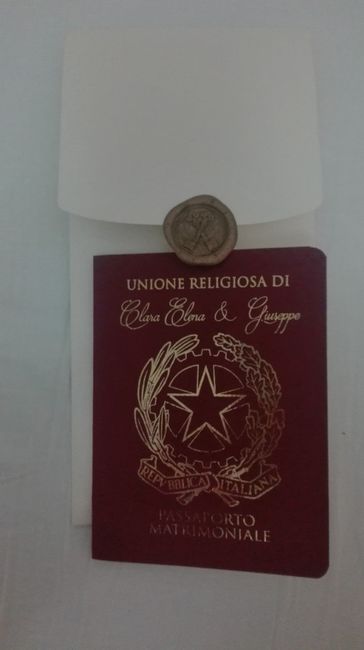 UNIONE RELIGIOSA DI
Clara Elena & Giuseppe
REPVBBLICA ITALIANA
PASSAPORTO
MATRIMONIALE